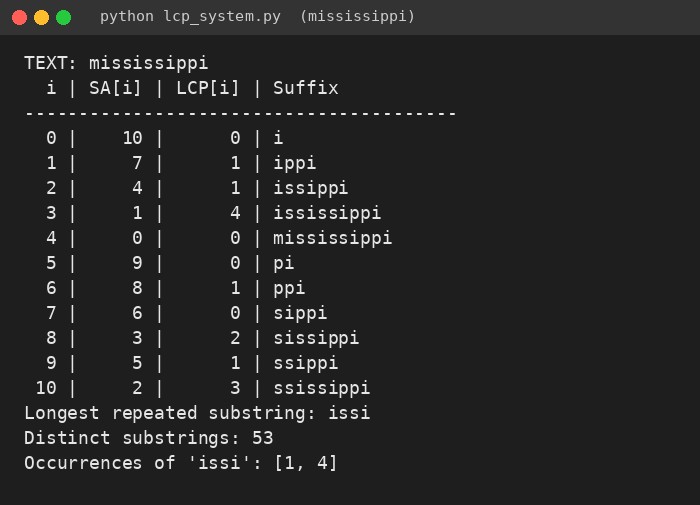 python lcp_system.py  (mississippi)
TEXT: mississippi
  i | SA[i] | LCP[i] | Suffix
----------------------------------------
  0 |    10 |      0 | i
  1 |     7 |      1 | ippi
  2 |     4 |      1 | issippi
  3 |     1 |      4 | ississippi
  4 |     0 |      0 | mississippi
  5 |     9 |      0 | pi
  6 |     8 |      1 | ppi
  7 |     6 |      0 | sippi
  8 |     3 |      2 | sissippi
  9 |     5 |      1 | ssippi
 10 |     2 |      3 | ssissippi
Longest repeated substring: issi
Distinct substrings: 53
Occurrences of 'issi': [1, 4]